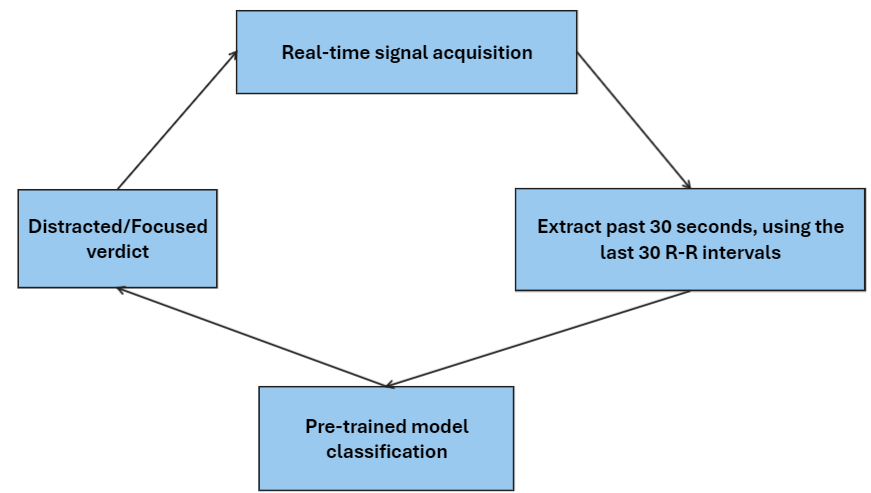 Real-time signal acquisition
Distracted/Focused
verdict
Extract past 30 seconds, using the
last 30 R-R intervals
Pre-trained model
classification